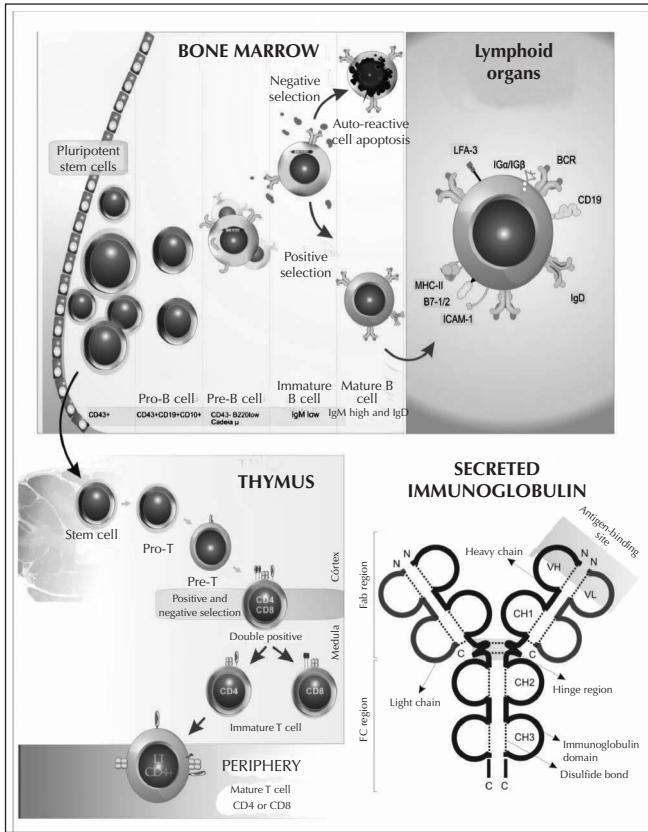 BONE MARROW
Negative
selection
Auto-reactive
cell apoptosis
Pluripotent
stem cells
Positive
selection
Pro-B cell
Pre-B cell
Immature
B cell
Mature B
cell
CD43+
CD43+CD19+CD10+
CD43- B220low
Cadeia μ
IgM low
IgM high and IgD
Lymphoid
organs
LFA-3
IGα/IGβ
BCR
CD19
MHC-II
B7-1/2
ICAM-1
IgD
THYMUS
Stem cell
Pro-T
Pre-T
Positive and
negative selection
CD4
CD8
Double positive
Córtex
Medula
CD4
CD8
Immature T cell
LT
CD4+
PERIPHERY
Mature T cell
CD4 or CD8
SECRETED
IMMUNOGLOBULIN
Antigen-binding
site
Heavy chain
Fab region
N
N
N
N
VH
VL
CH1
C
C
Hinge region
Light chain
CH2
FC region
CH3
Immunoglobulin
domain
Disulfide bond
C
C